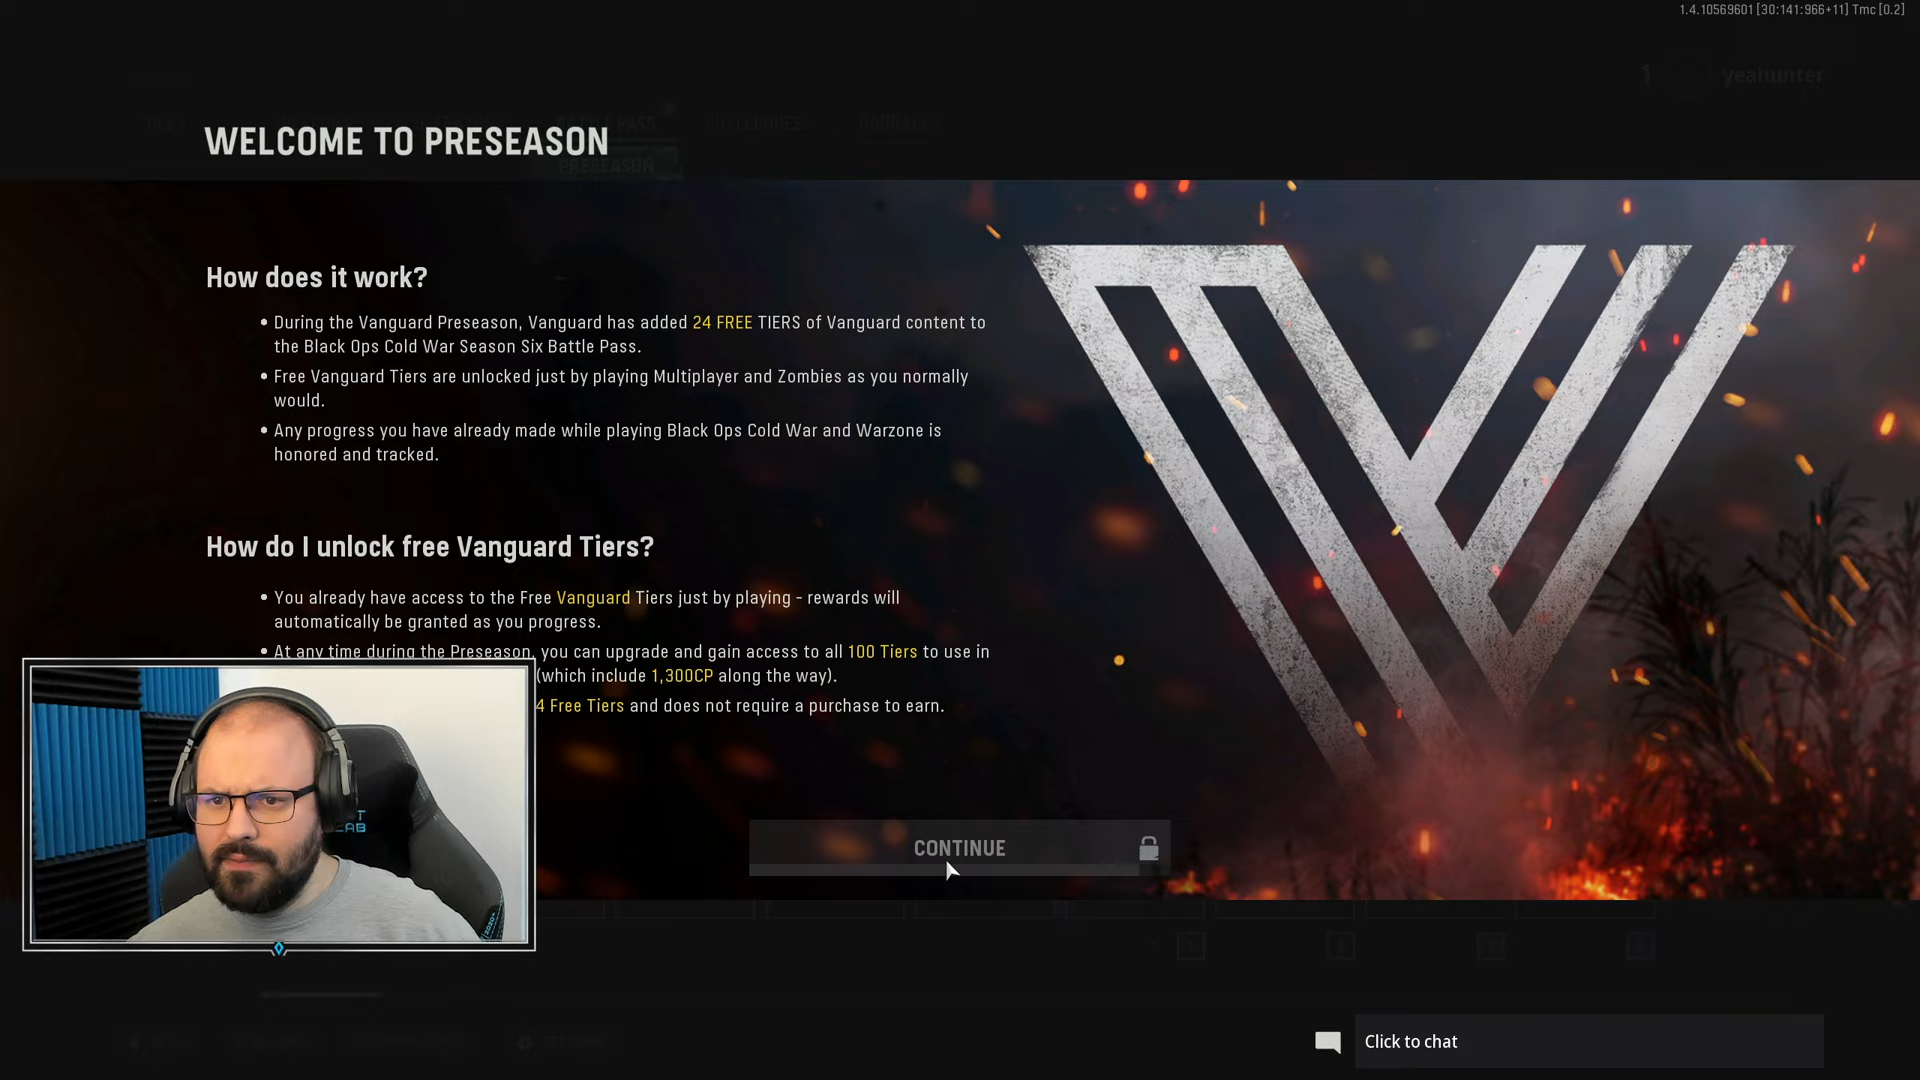 1.4.10569601 [30:141:966+11] Tmc [0.2]
1 yeahunter
BATTLE PASS CHALLENGES BARRACKS
WELCOME TO PRESEASON
PRESEASON
How does it work?
• During the Vanguard Preseason, Vanguard has added 24 FREE TIERS of Vanguard content to
the Black Ops Cold War Season Six Battle Pass.
• Free Vanguard Tiers are unlocked just by playing Multiplayer and Zombies as you normally
would.
• Any progress you have already made while playing Black Ops Cold War and Warzone is
honored and tracked.
How do I unlock free Vanguard Tiers?
• You already have access to the Free Vanguard Tiers just by playing - rewards will
automatically be granted as you progress.
• At any time during the Preseason, you can upgrade and gain access to all 100 Tiers to use in
(which include 1,300CP along the way).
4 Free Tiers and does not require a purchase to earn.
CONTINUE
Click to chat